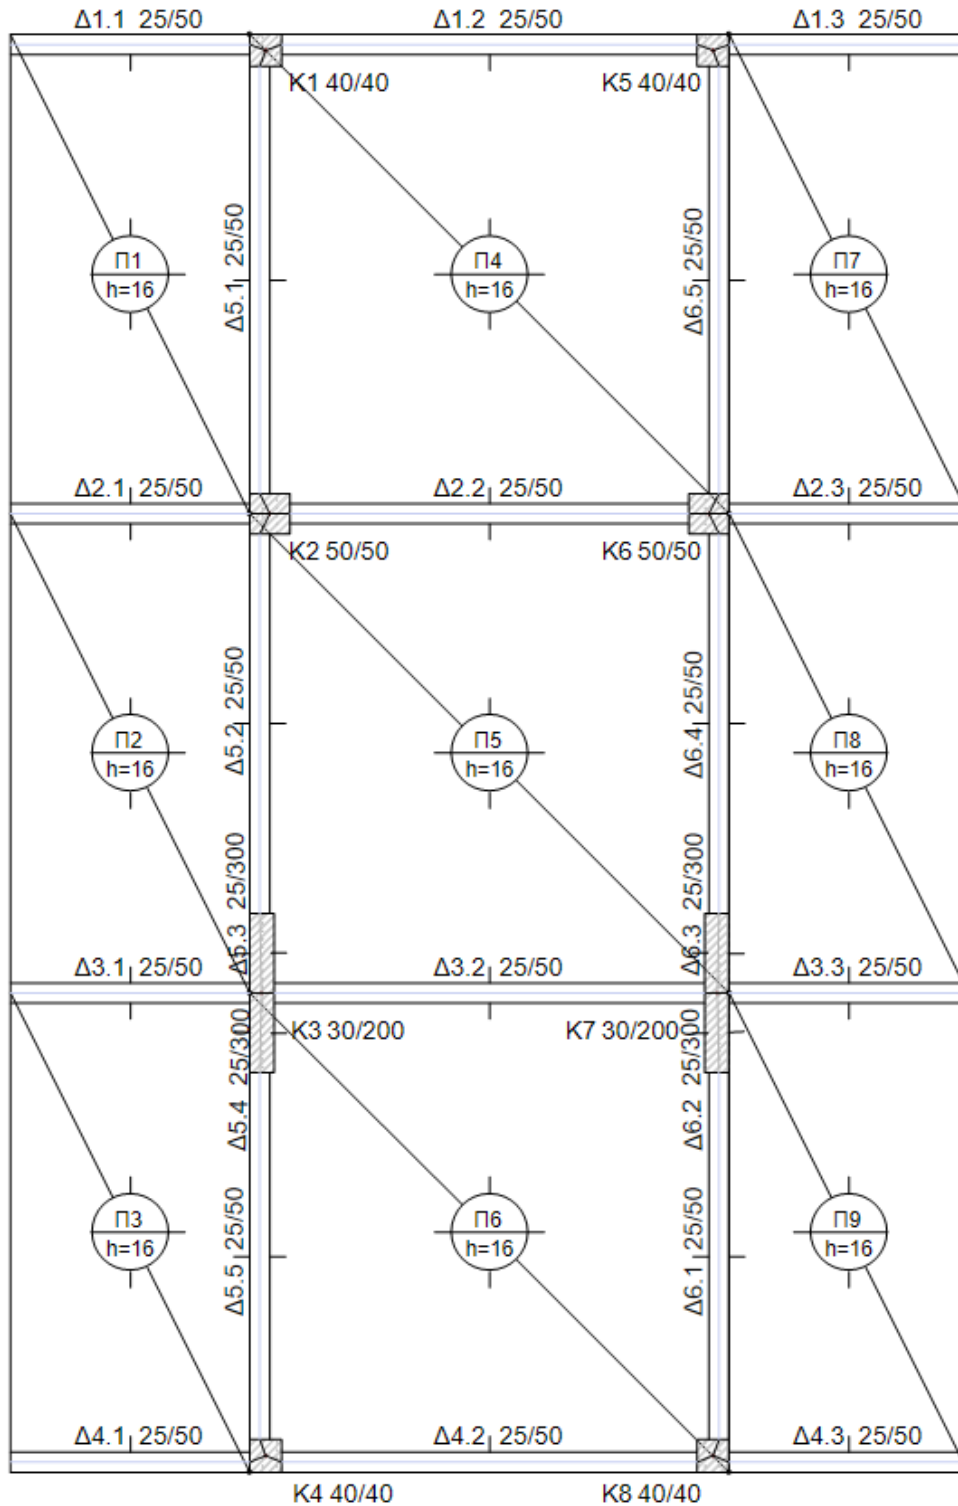 Δ1.1 25/50
Δ1.2 25/50
Δ1.3 25/50
K1 40/40
K5 40/40
Δ5.1 25/50
Δ6.5 25/50
Π1
h=16
Π4
h=16
Π7
h=16
Δ2.1 25/50
Δ2.2 25/50
Δ2.3 25/50
K2 50/50
K6 50/50
Δ5.2 25/50
Δ6.4 25/50
Π2
h=16
Π5
h=16
Π8
h=16
Δ5.3 25/300
Δ6.3 25/300
Δ3.1 25/50
Δ3.2 25/50
Δ3.3 25/50
K3 30/200
K7 30/200
Δ5.4 25/300
Δ6.2 25/300
Π3
h=16
Π6
h=16
Π9
h=16
Δ5.5 25/50
Δ6.1 25/50
Δ4.1 25/50
Δ4.2 25/50
Δ4.3 25/50
K4 40/40
K8 40/40